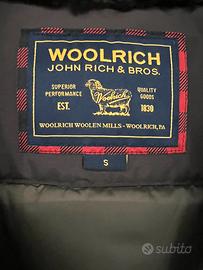 WOOLRICH
JOHN RICH & BROS.
SUPERIOR PERFORMANCE
QUALITY GOODS
Woolrich
EST.
1830
WOOLRICH WOOLEN MILLS - WOOLRICH, PA
S
subito